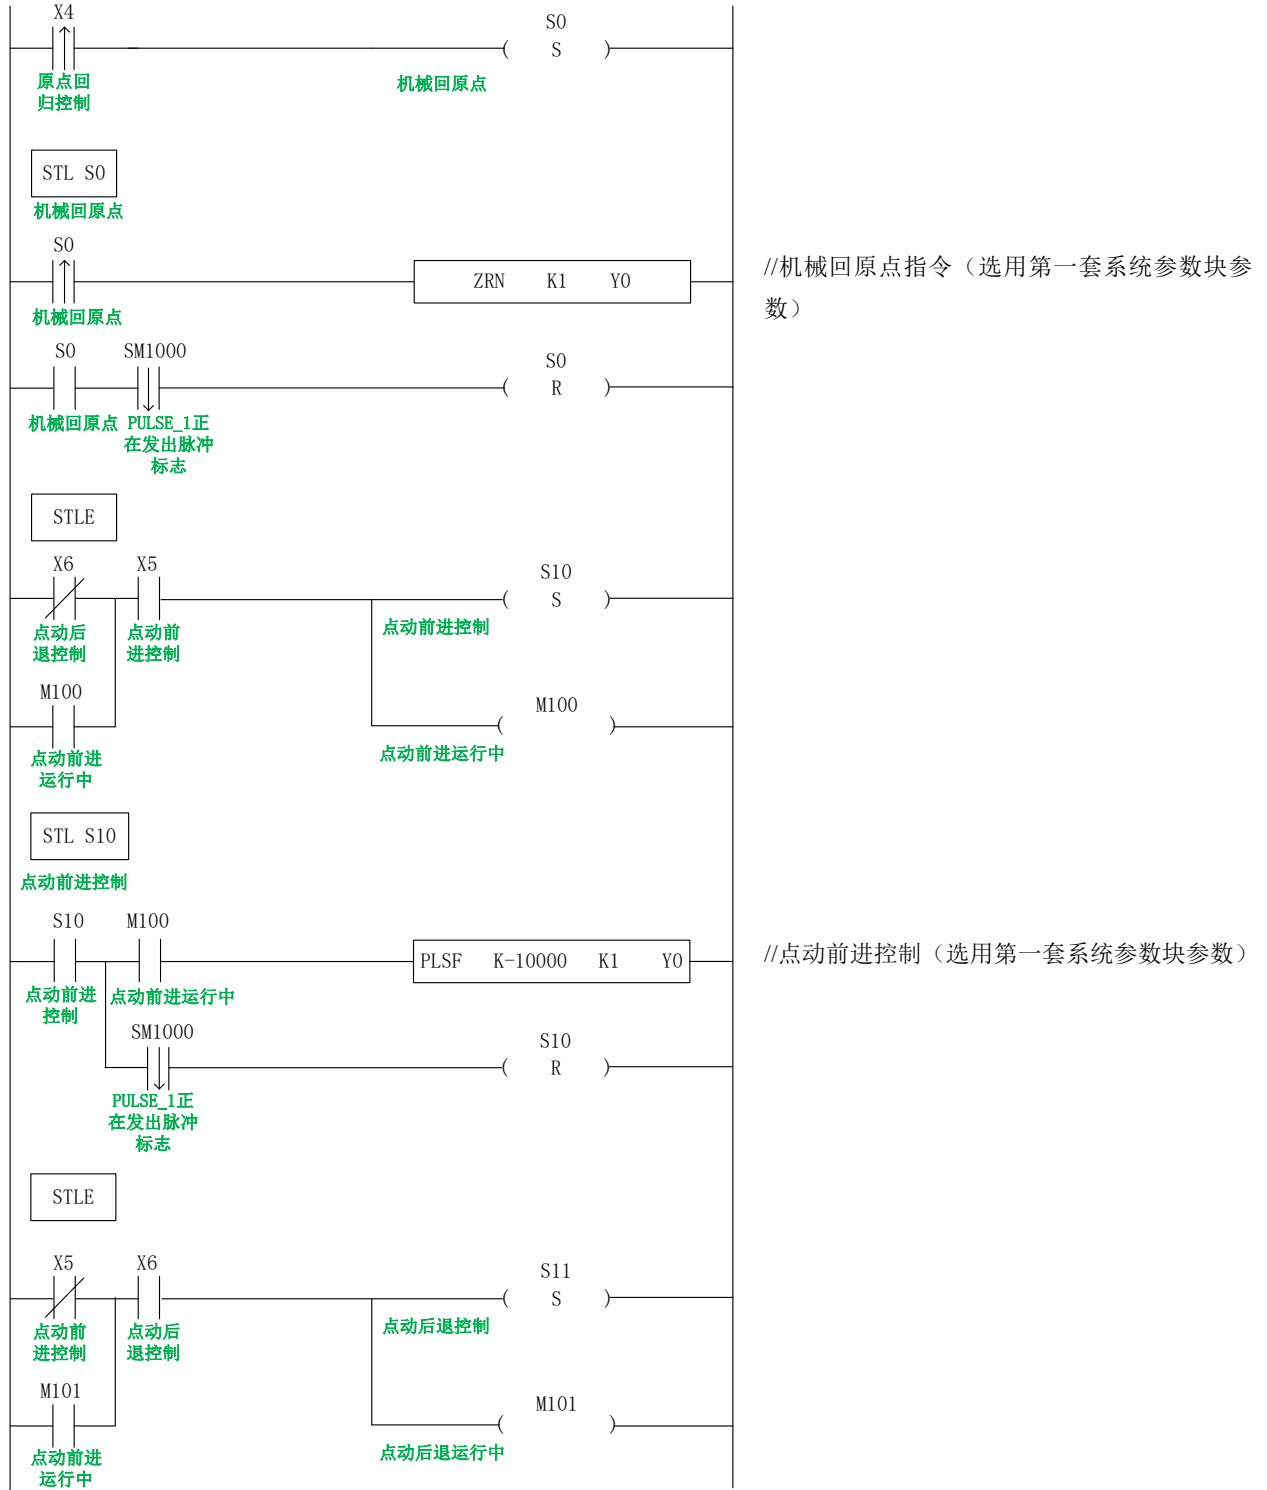 X4
S0
S
原点回
归控制
机械回原点
STL S0
机械回原点
S0
ZRN K1 Y0
//机械回原点指令（选用第一套系统参数块参
数）
机械回原点
S0 SM1000
S0
R
机械回原点 PULSE_1正
在发出脉冲
标志
STLE
X6 X5
S10
S
点动后
退控制
点动前
进控制
点动前进控制
M100
M100
点动前进
运行中
点动前进运行中
STL S10
点动前进控制
S10 M100
PLSF K-10000 K1 Y0
//点动前进控制（选用第一套系统参数块参数）
点动前进
控制
点动前进运行中
SM1000
S10
R
PULSE_1正
在发出脉冲
标志
STLE
X5 X6
S11
S
点动前
进控制
点动后
退控制
点动后退控制
M101
M101
点动前进
运行中
点动后退运行中